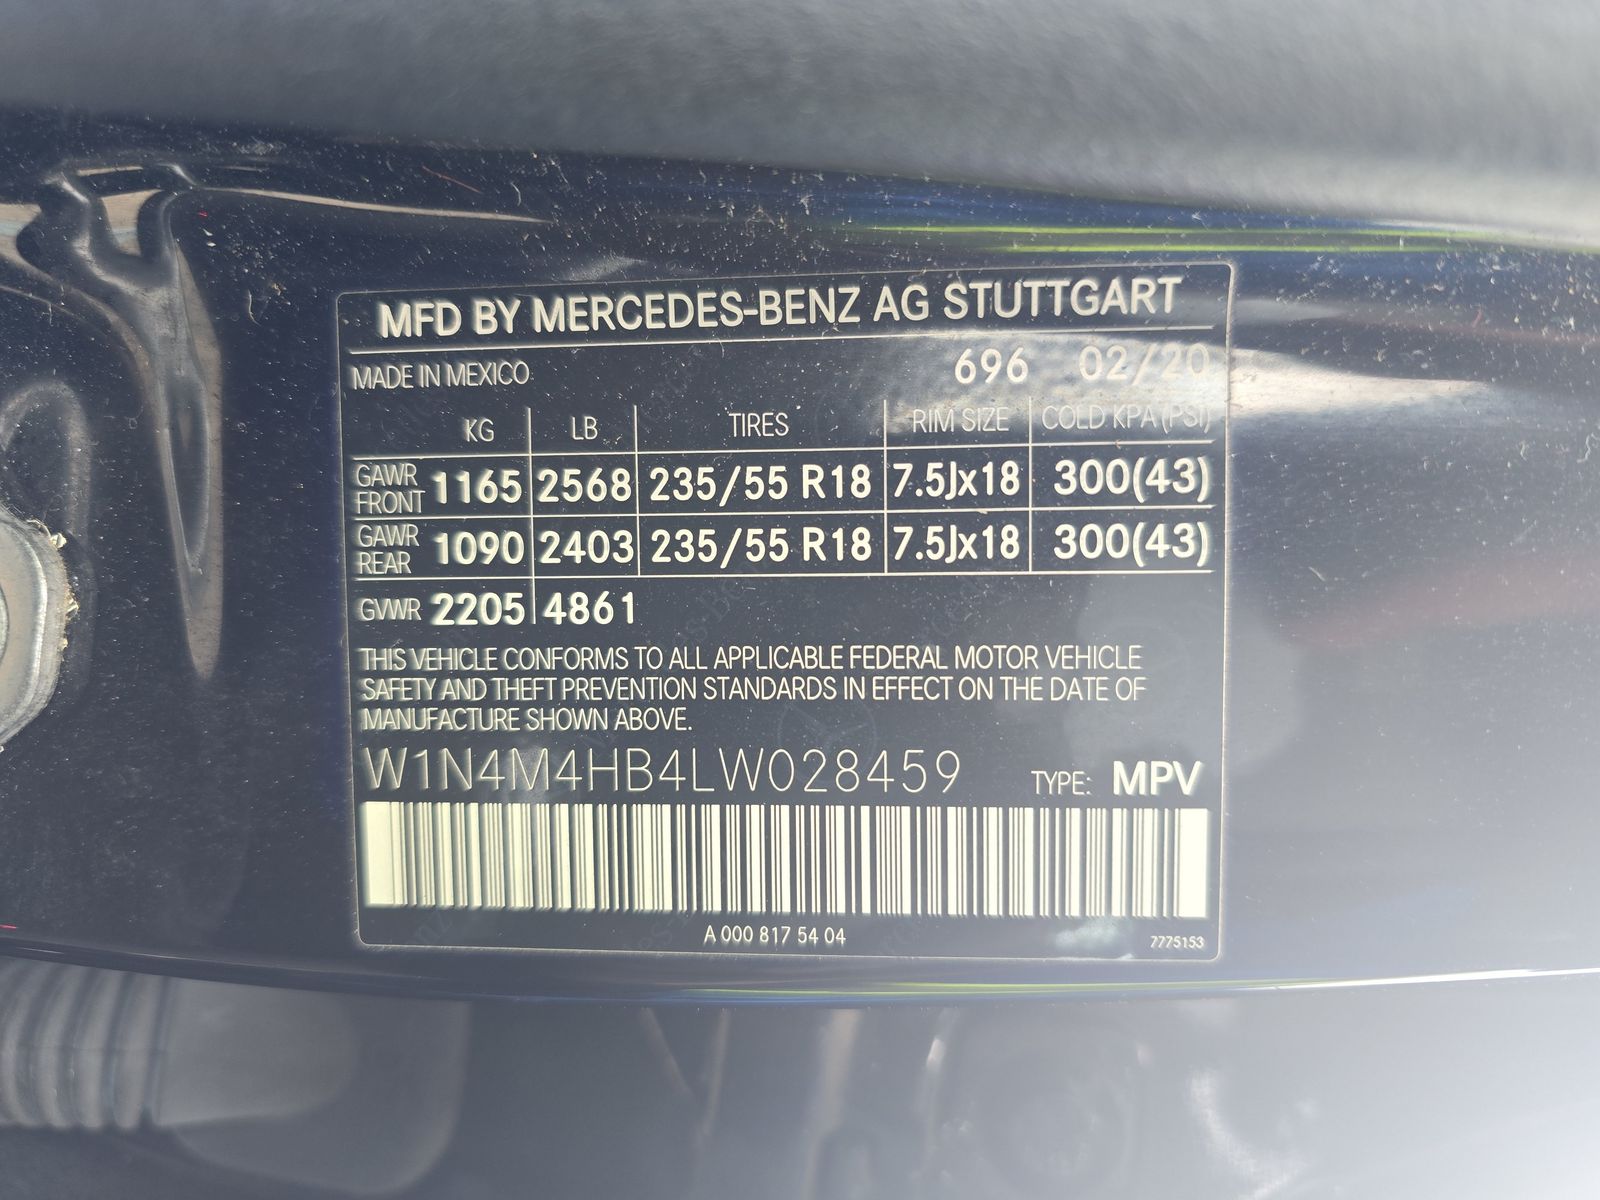 MFD BY MERCEDES-BENZ AG STUTTGART
MADE IN MEXICO 696 02/20
KG LB TIRES RIM SIZE COLD KPA (PSI)
GAWR FRONT 1165 2568 235/55 R18 7.5Jx18 300(43)
GAWR REAR 1090 2403 235/55 R18 7.5Jx18 300(43)
GVWR 2205 4861
THIS VEHICLE CONFORMS TO ALL APPLICABLE FEDERAL MOTOR VEHICLE
SAFETY AND THEFT PREVENTION STANDARDS IN EFFECT ON THE DATE OF
MANUFACTURE SHOWN ABOVE.
W1N4M4HB4LW028459 TYPE: MPV
A 000 817 54 04 7775153